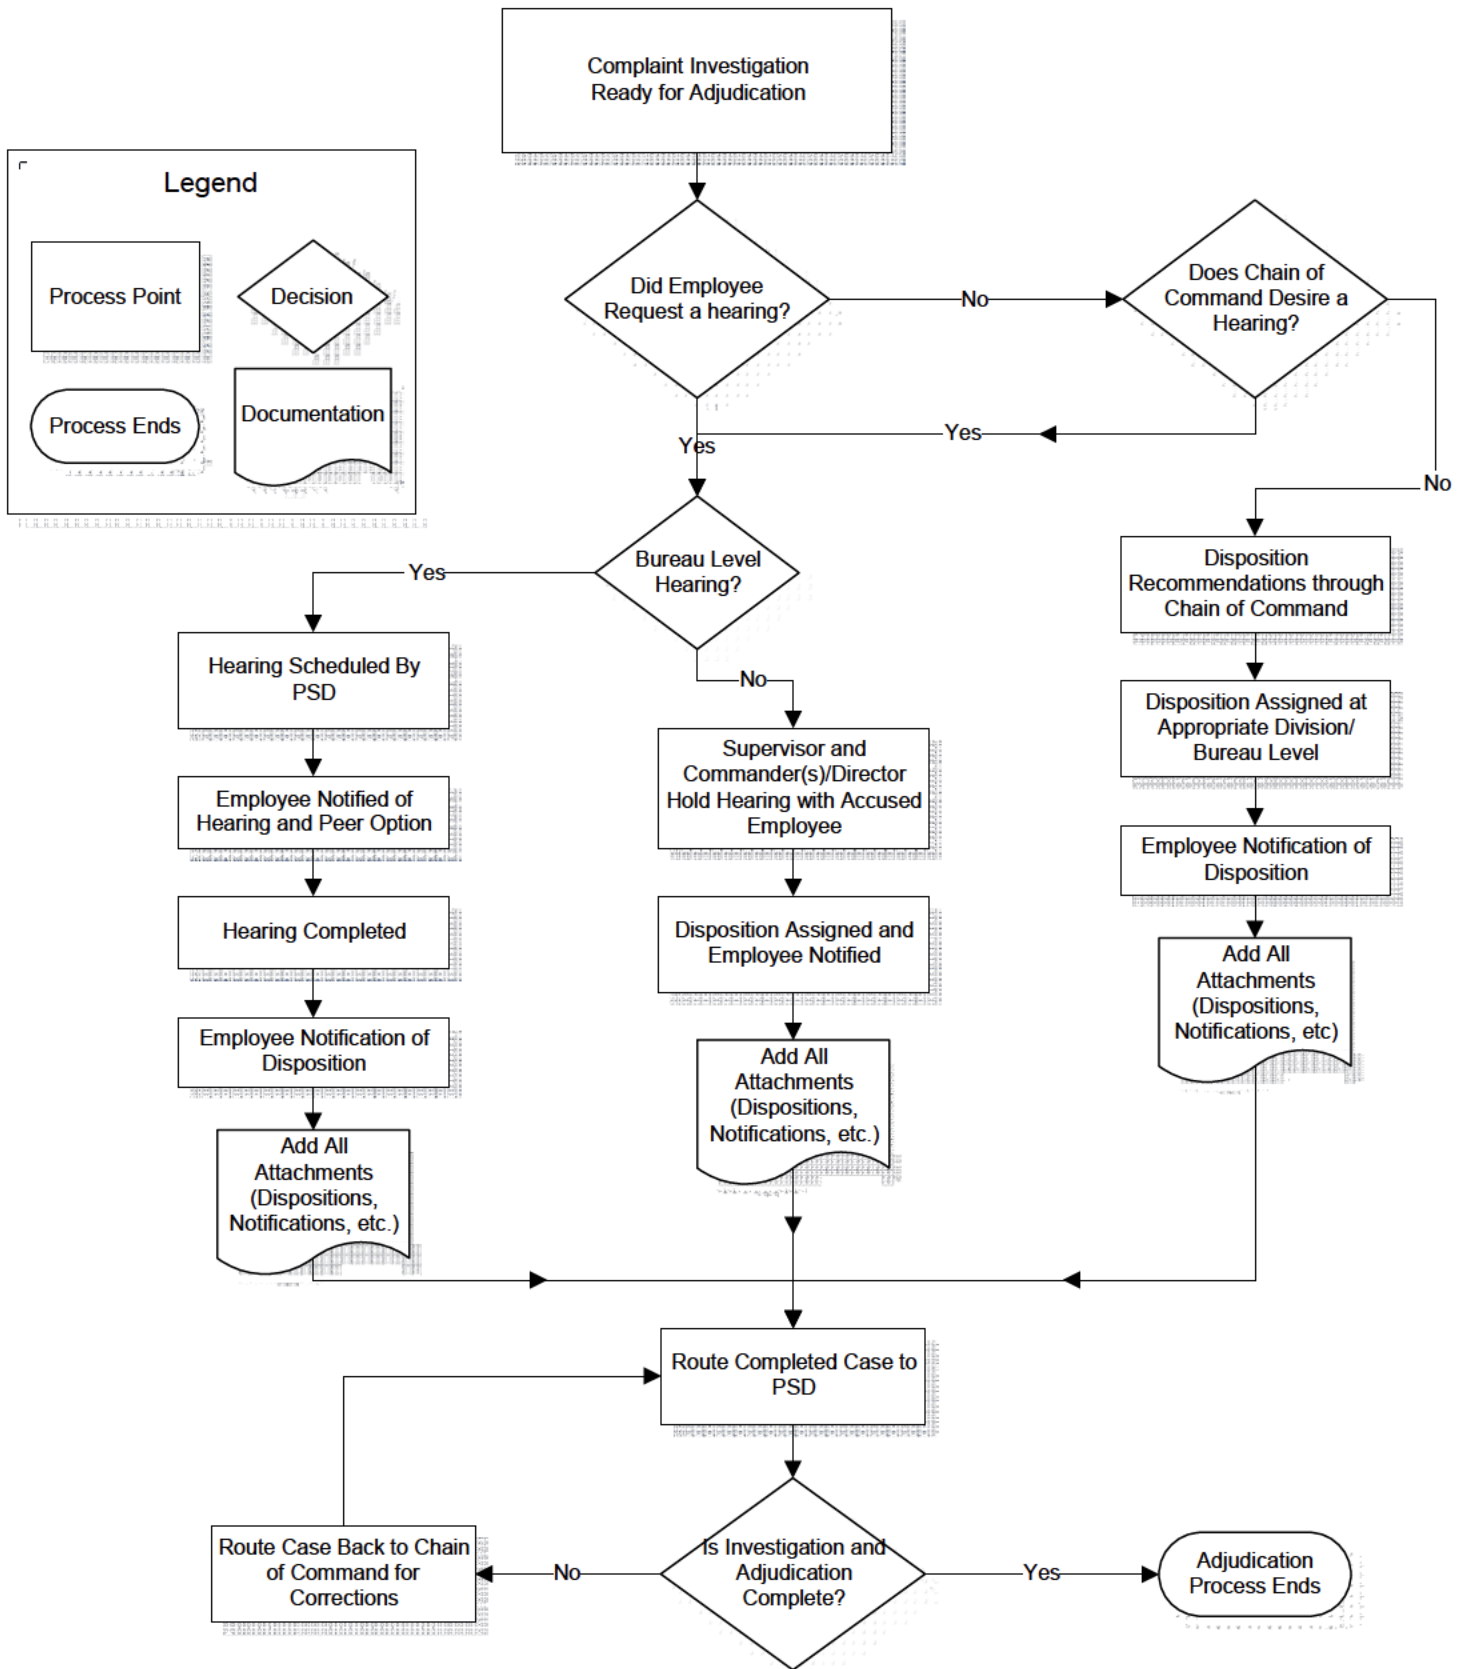 Complaint Investigation
Ready for Adjudication
Legend
Process Point
Decision
Process Ends
Documentation
Did Employee
Request a hearing?
No
Does Chain of
Command Desire a
Hearing?
Yes
Yes
No
Bureau Level
Hearing?
Yes
No
Disposition
Recommendations through
Chain of Command
Hearing Scheduled By
PSD
Disposition Assigned at
Appropriate Division/
Bureau Level
Supervisor and
Commander(s)/Director
Hold Hearing with Accused
Employee
Employee Notified of
Hearing and Peer Option
Employee Notification of
Disposition
Hearing Completed
Disposition Assigned and
Employee Notified
Add All
Attachments
(Dispositions,
Notifications, etc)
Employee Notification of
Disposition
Add All
Attachments
(Dispositions,
Notifications, etc.)
Add All
Attachments
(Dispositions,
Notifications, etc.)
Route Completed Case to
PSD
Route Case Back to Chain
of Command for
Corrections
No
Is Investigation and
Adjudication
Complete?
Yes
Adjudication
Process Ends